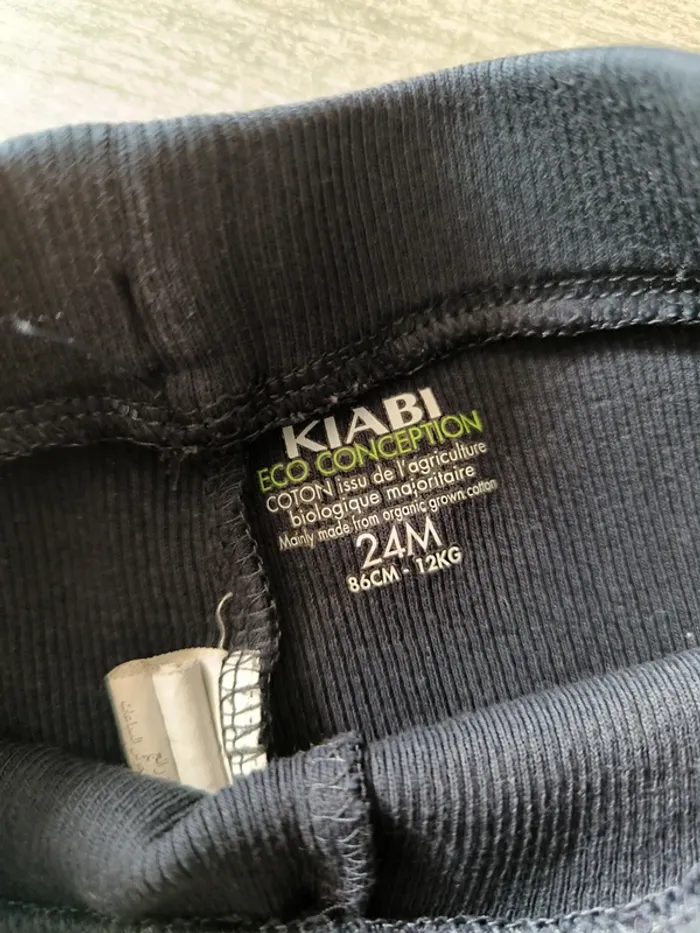 KIABI
ECO CONCEPTION
COTON issu de l'agriculture
biologique majoritaire
Mainly made from organic grown cotton
24M
86CM - 12KG